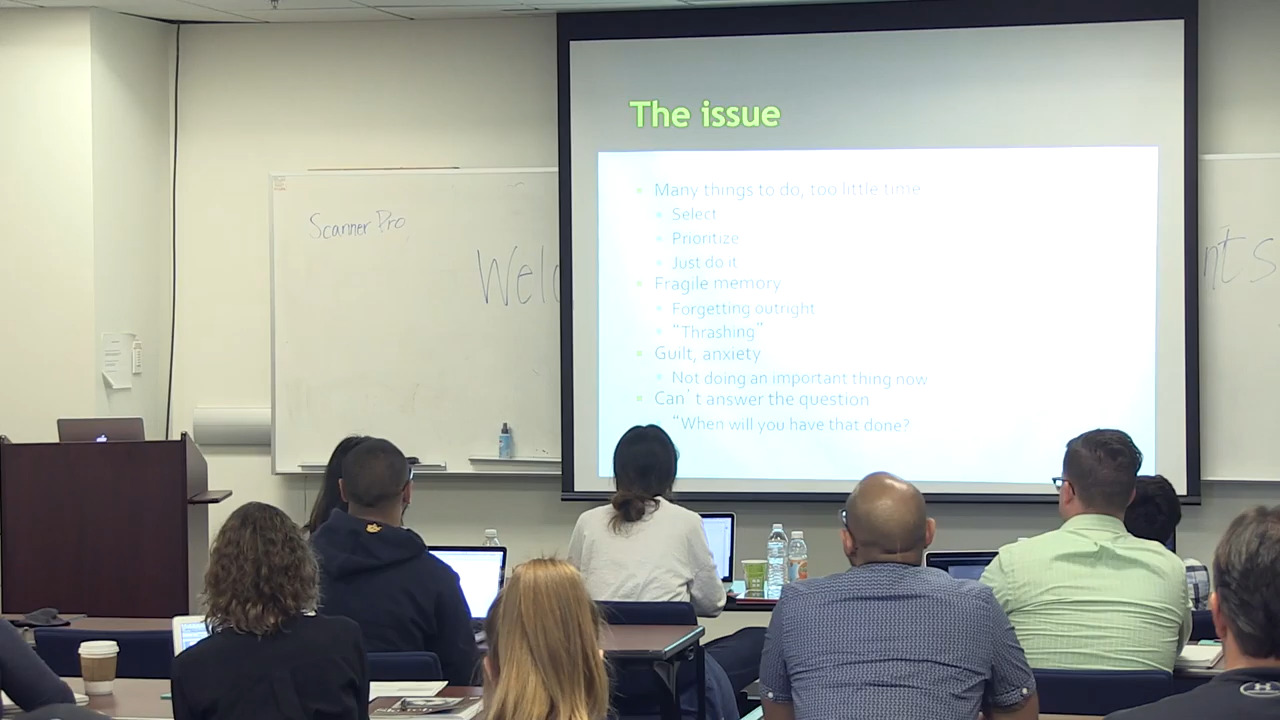 The issue
Many things to do, too little time
Select
Prioritize
Just do it
Fragile memory
Forgetting outright
"Thrashing"
Guilt, anxiety
Not doing an important thing now
Can't answer the question
"When will you have that done?
Scanner Pro
Welc
nts